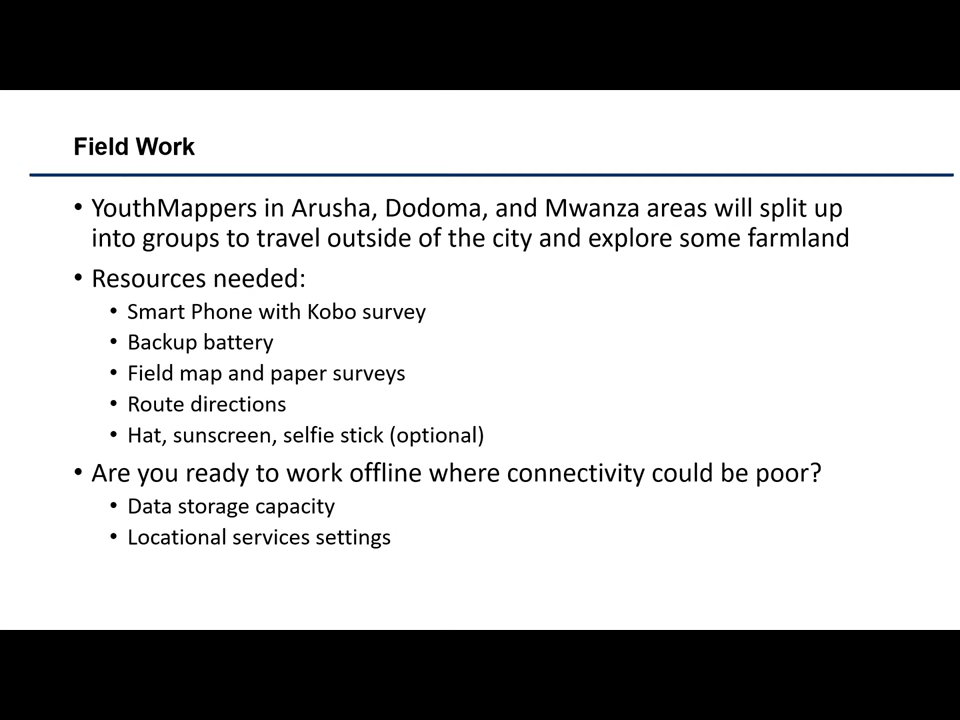 Field Work
• YouthMappers in Arusha, Dodoma, and Mwanza areas will split up
into groups to travel outside of the city and explore some farmland
• Resources needed:
• Smart Phone with Kobo survey
• Backup battery
• Field map and paper surveys
• Route directions
• Hat, sunscreen, selfie stick (optional)
• Are you ready to work offline where connectivity could be poor?
• Data storage capacity
• Locational services settings